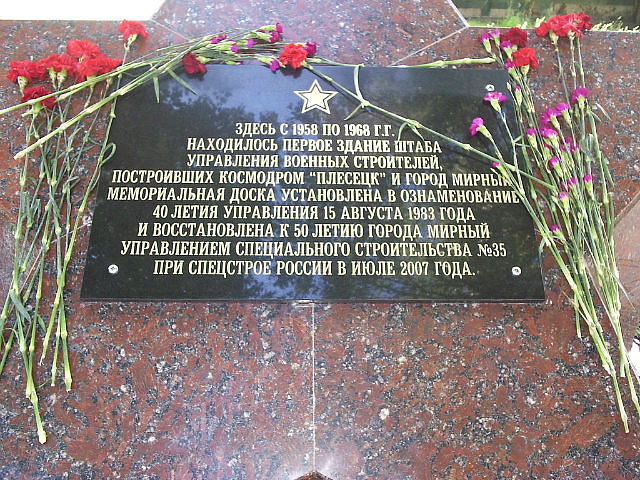 ЗДЕСЬ С 1958 ПО 1968 Г.Г.
НАХОДИЛОСЬ ПЕРВОЕ ЗДАНИЕ ШТАБА
УПРАВЛЕНИЯ ВОЕННЫХ СТРОИТЕЛЕЙ,
ПОСТРОИВШИХ КОСМОДРОМ "ПЛЕСЕЦК" И ГОРОД МИРНЫЙ
МЕМОРИАЛЬНАЯ ДОСКА УСТАНОВЛЕНА В ОЗНАМЕНОВАНИЕ
40 ЛЕТИЯ УПРАВЛЕНИЯ 15 АВГУСТА 1983 ГОДА
И ВОССТАНОВЛЕНА К 50 ЛЕТИЮ ГОРОДА МИРНЫЙ
УПРАВЛЕНИЕМ СПЕЦИАЛЬНОГО СТРОИТЕЛЬСТВА №35
ПРИ СПЕЦСТРОЕ РОССИИ В ИЮЛЕ 2007 ГОДА.